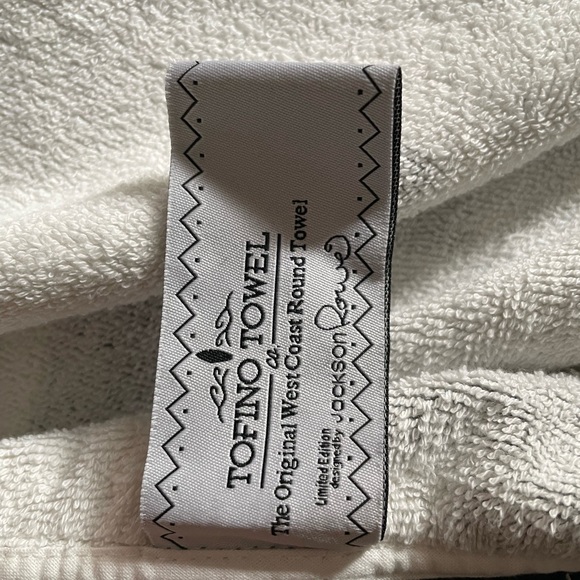 TOFINO TOWEL
co.
The Original West Coast Round Towel
Limited Edition
designed by JACKSON Rowe